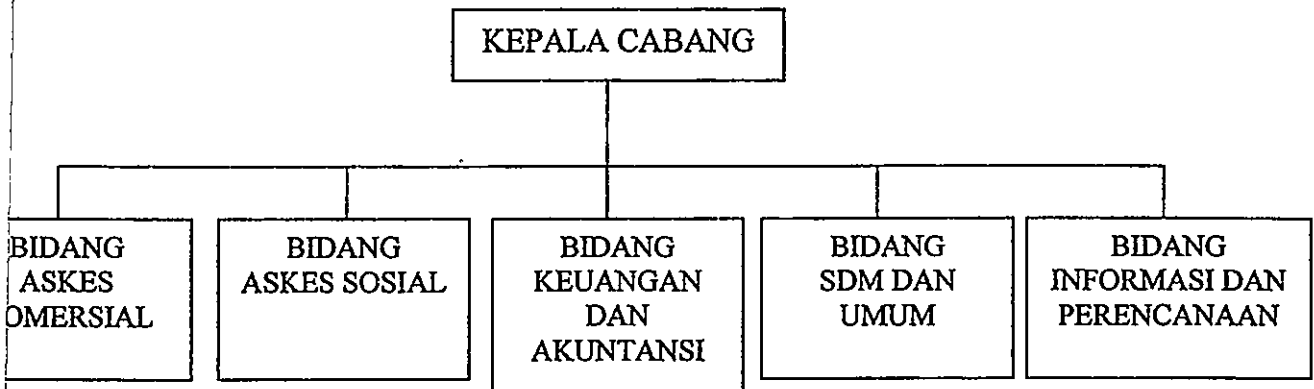 KEPALA CABANG
BIDANG
ASKES
OMERSIAL
BIDANG
ASKES SOSIAL
BIDANG
KEUANGAN
DAN
AKUNTANSI
BIDANG
SDM DAN
UMUM
BIDANG
INFORMASI DAN
PERENCANAAN